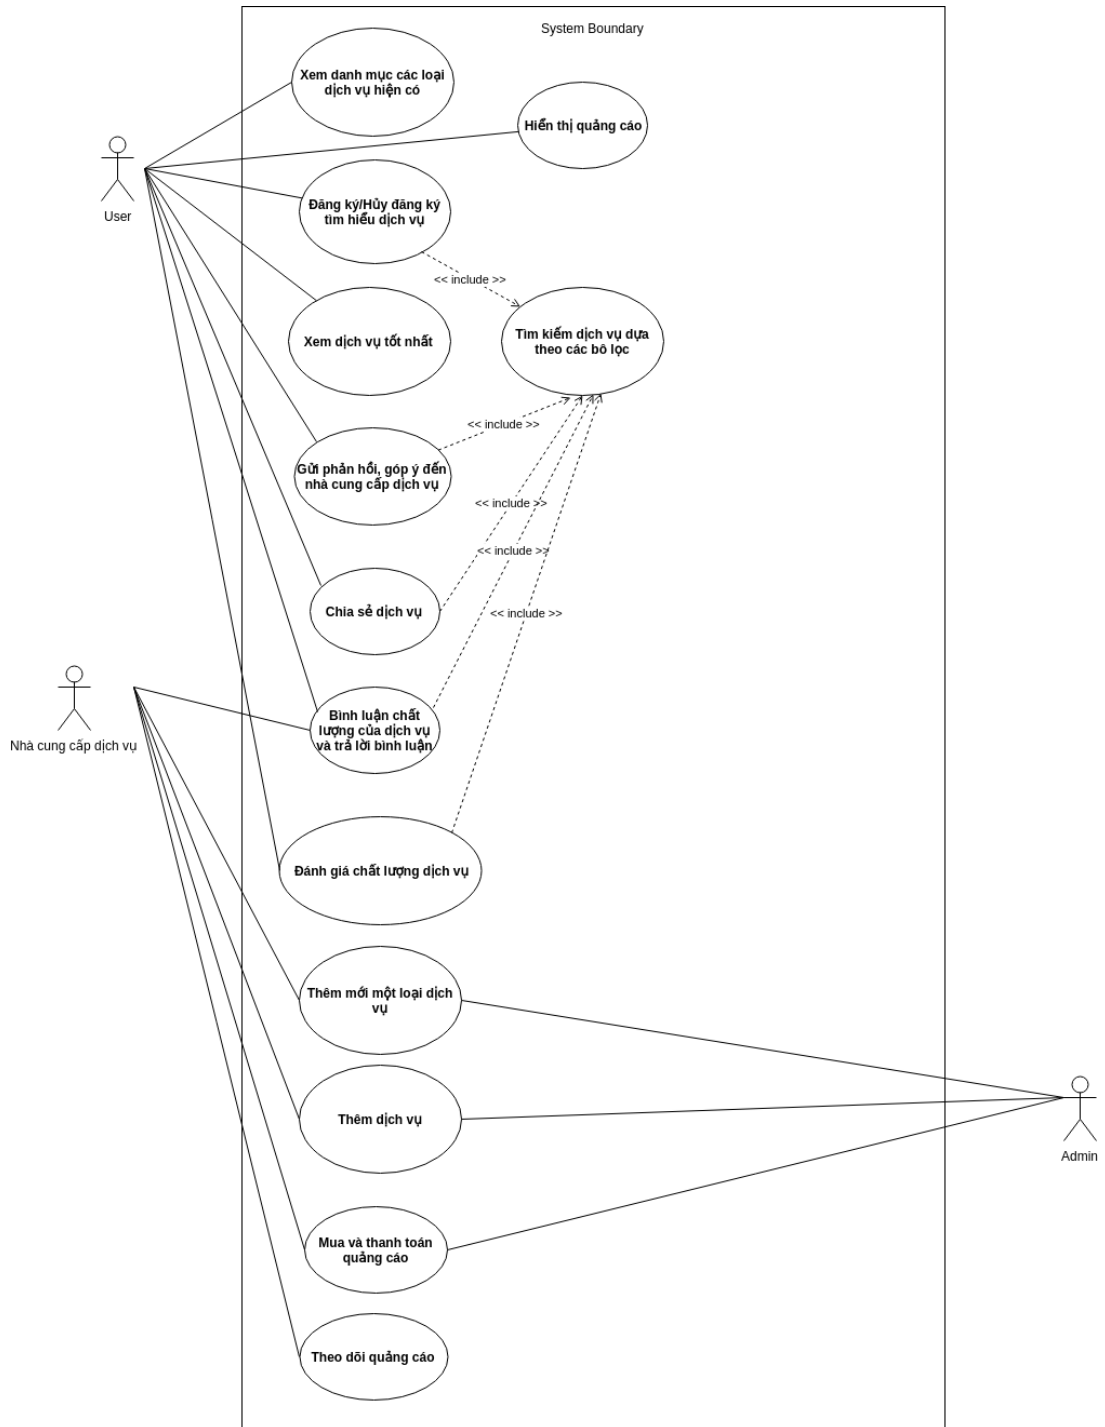 System Boundary
Xem danh mục các loại
dịch vụ hiện có
Hiển thị quảng cáo
User
Đăng ký/Hủy đăng ký
tìm hiểu dịch vụ
<< include >>
Xem dịch vụ tốt nhất
Tìm kiếm dịch vụ dựa
theo các bô lọc
<< include >>
Gửi phản hồi, góp ý đến
nhà cung cấp dịch vụ
<< include >>
<< include >>
Chia sẻ dịch vụ
<< include >>
Nhà cung cấp dịch vụ
Bình luận chất
lượng của dịch vụ
và trả lời bình luận
Đánh giá chất lượng dịch vụ
Thêm mới một loại dịch
vụ
Thêm dịch vụ
Admin
Mua và thanh toán
quảng cáo
Theo dõi quảng cáo